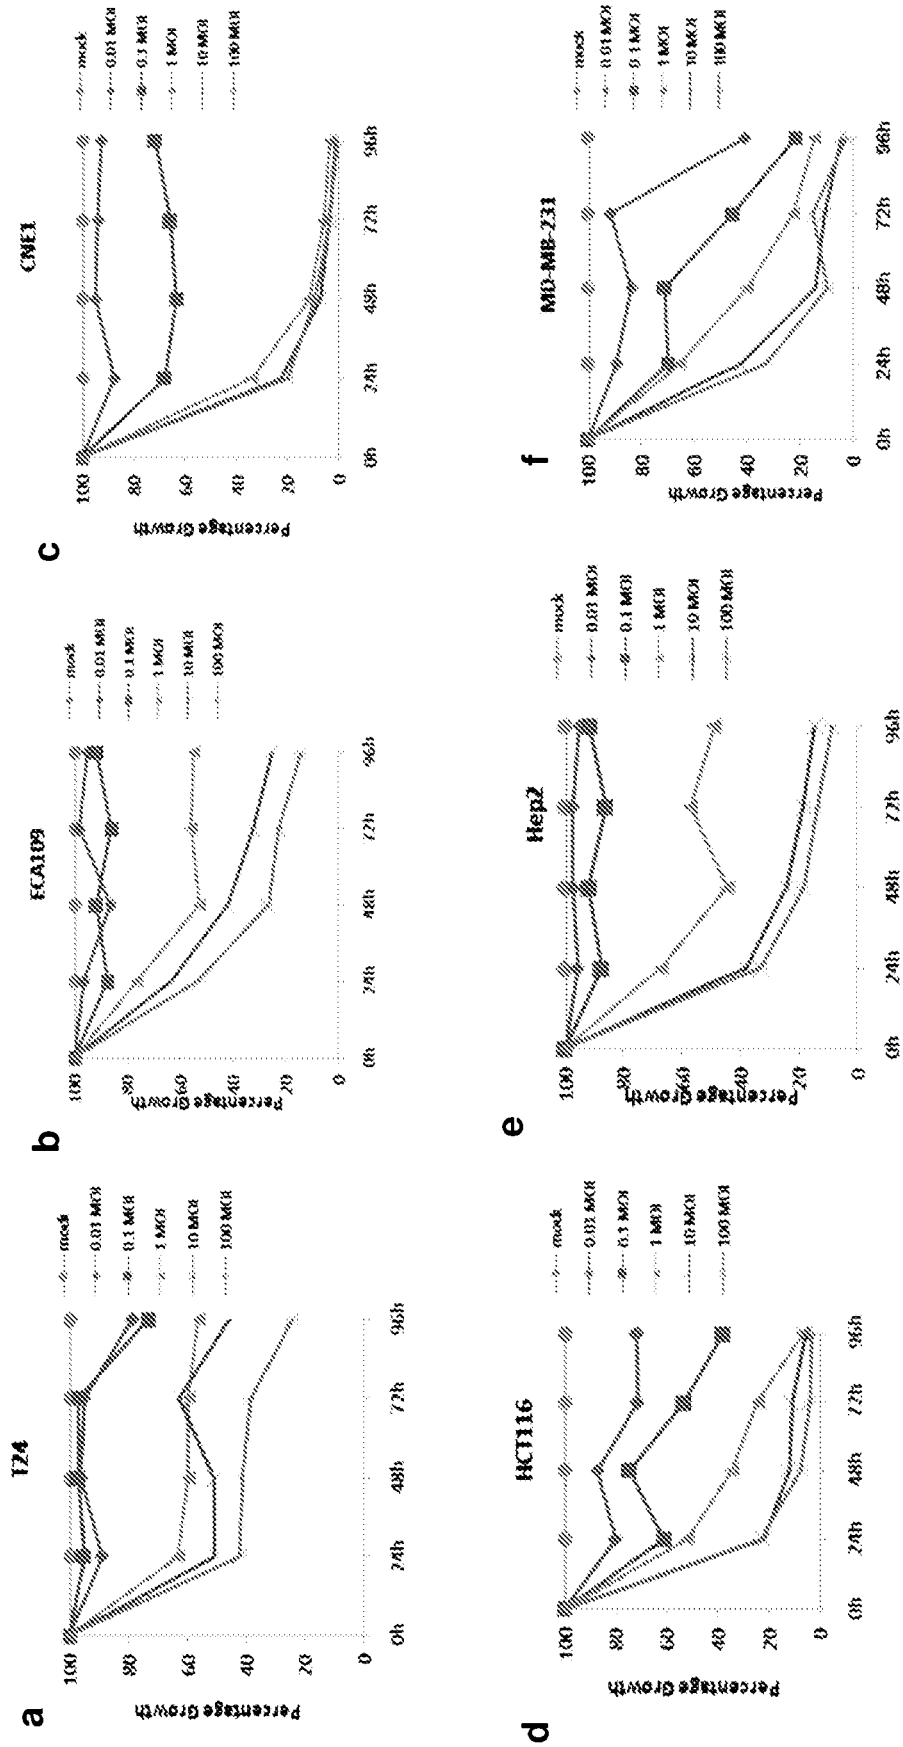 a
T24
Percentage Growth
100
80
60
40
20
0
0h
24h
48h
72h
96h
mock
0.01 MOI
0.1 MOI
1 MOI
10 MOI
100 MOI
b
ECA109
Percentage Growth
100
80
60
40
20
0
0h
24h
48h
72h
96h
mock
0.01 MOI
0.1 MOI
1 MOI
10 MOI
100 MOI
c
CNE1
Percentage Growth
100
80
60
40
20
0
0h
24h
48h
72h
96h
mock
0.01 MOI
0.1 MOI
1 MOI
10 MOI
100 MOI
d
HCT116
Percentage Growth
100
80
60
40
20
0
0h
24h
48h
72h
96h
mock
0.01 MOI
0.1 MOI
1 MOI
10 MOI
100 MOI
e
Hep2
Percentage Growth
100
80
60
40
20
0
0h
24h
48h
72h
96h
mock
0.01 MOI
0.1 MOI
1 MOI
10 MOI
100 MOI
f
MD-MB-231
Percentage Growth
100
80
60
40
20
0
0h
24h
48h
72h
96h
mock
0.01 MOI
0.1 MOI
1 MOI
10 MOI
100 MOI